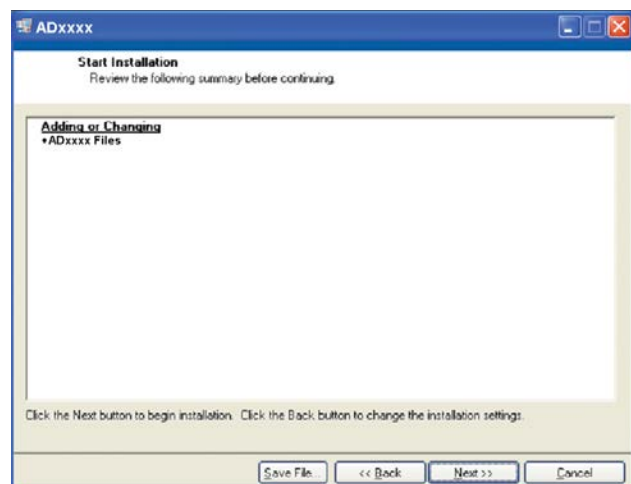 ADxxxx
Start Installation
Review the following summary before continuing.
Adding or Changing
•ADxxxx Files
Click the Next button to begin installation. Click the Back button to change the installation settings.
Save File... << Back Next >> Cancel